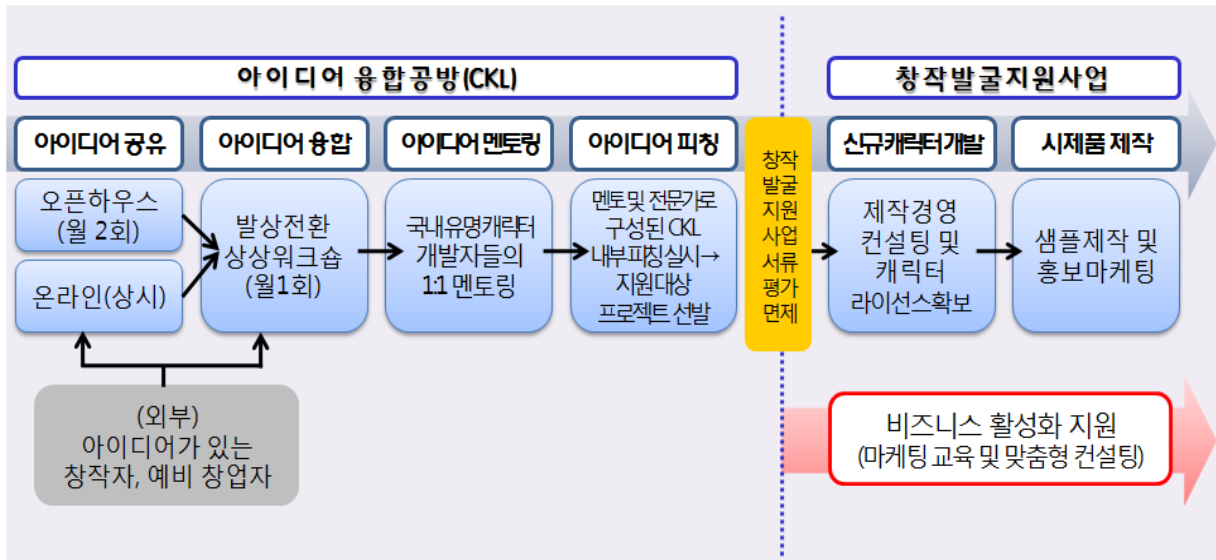 아이디어 융합공방(CKL)
창작발굴지원사업
아이디어 공유
아이디어 융합
아이디어 멘토링
아이디어 피칭
신규캐릭터 개발
시제품 제작
오픈하우스
(월 2회)
온라인(상시)
발상전환
상상워크숍
(월1회)
국내유명캐릭터
개발자들의
1:1 멘토링
멘토 및 전문가로
구성된 CKL
내부피칭 실시→
지원대상
프로젝트 선발
창작
발굴
지원
사업
서류
평가
면제
제작경영
컨설팅 및
캐릭터
라이선스확보
샘플제작 및
홍보마케팅
(외부)
아이디어가 있는
창작자, 예비 창업자
비즈니스 활성화 지원
(마케팅 교육 및 맞춤형 컨설팅)